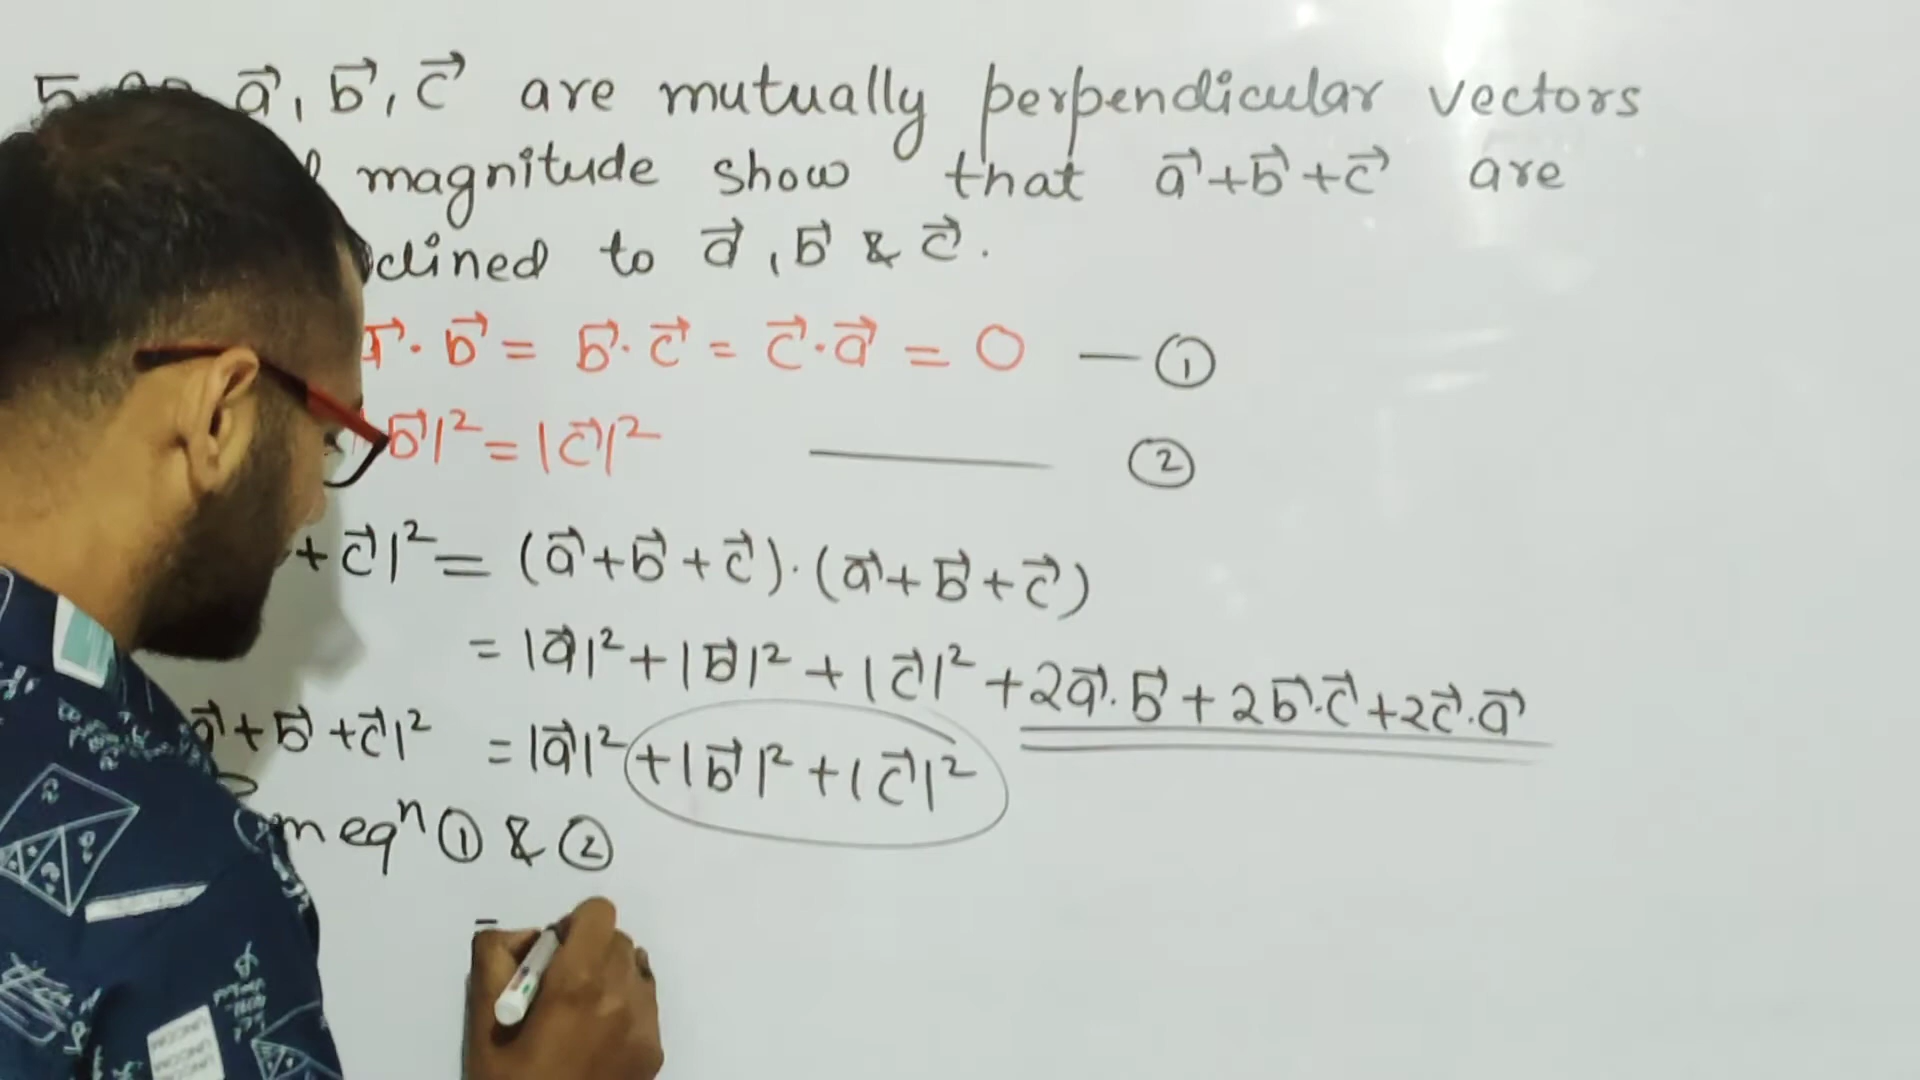 a⃗, b⃗, c⃗ are mutually perpendicular vectors
magnitude show that a⃗+b⃗+c⃗ are
clined to a⃗, b⃗ & c⃗.
a⃗·b⃗ = b⃗·c⃗ = c⃗·a⃗ = 0 — ①
b⃗|² = |c⃗|² — ②
+c⃗|² = (a⃗+b⃗+c⃗)·(a⃗+b⃗+c⃗)
= |a⃗|²+|b⃗|²+|c⃗|²+2a⃗·b⃗+2b⃗·c⃗+2c⃗·a⃗
a⃗+b⃗+c⃗|² = |a⃗|²+|b⃗|²+|c⃗|²
m eqⁿ ① & ②
=